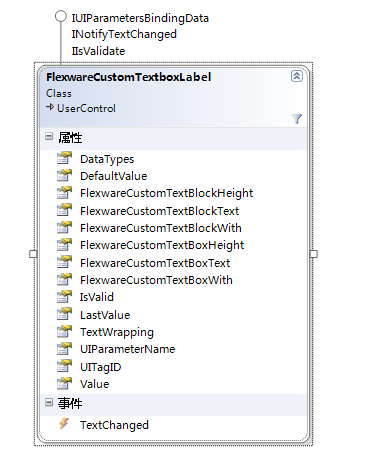 IUIParametersBindingData
INotifyTextChanged
IIsValidate
FlexwareCustomTextboxLabel
Class
UserControl
属性
DataTypes
DefaultValue
FlexwareCustomTextBlockHeight
FlexwareCustomTextBlockText
FlexwareCustomTextBlockWith
FlexwareCustomTextBoxHeight
FlexwareCustomTextBoxText
FlexwareCustomTextBoxWith
IsValid
LastValue
TextWrapping
UIParameterName
UITagID
Value
事件
TextChanged